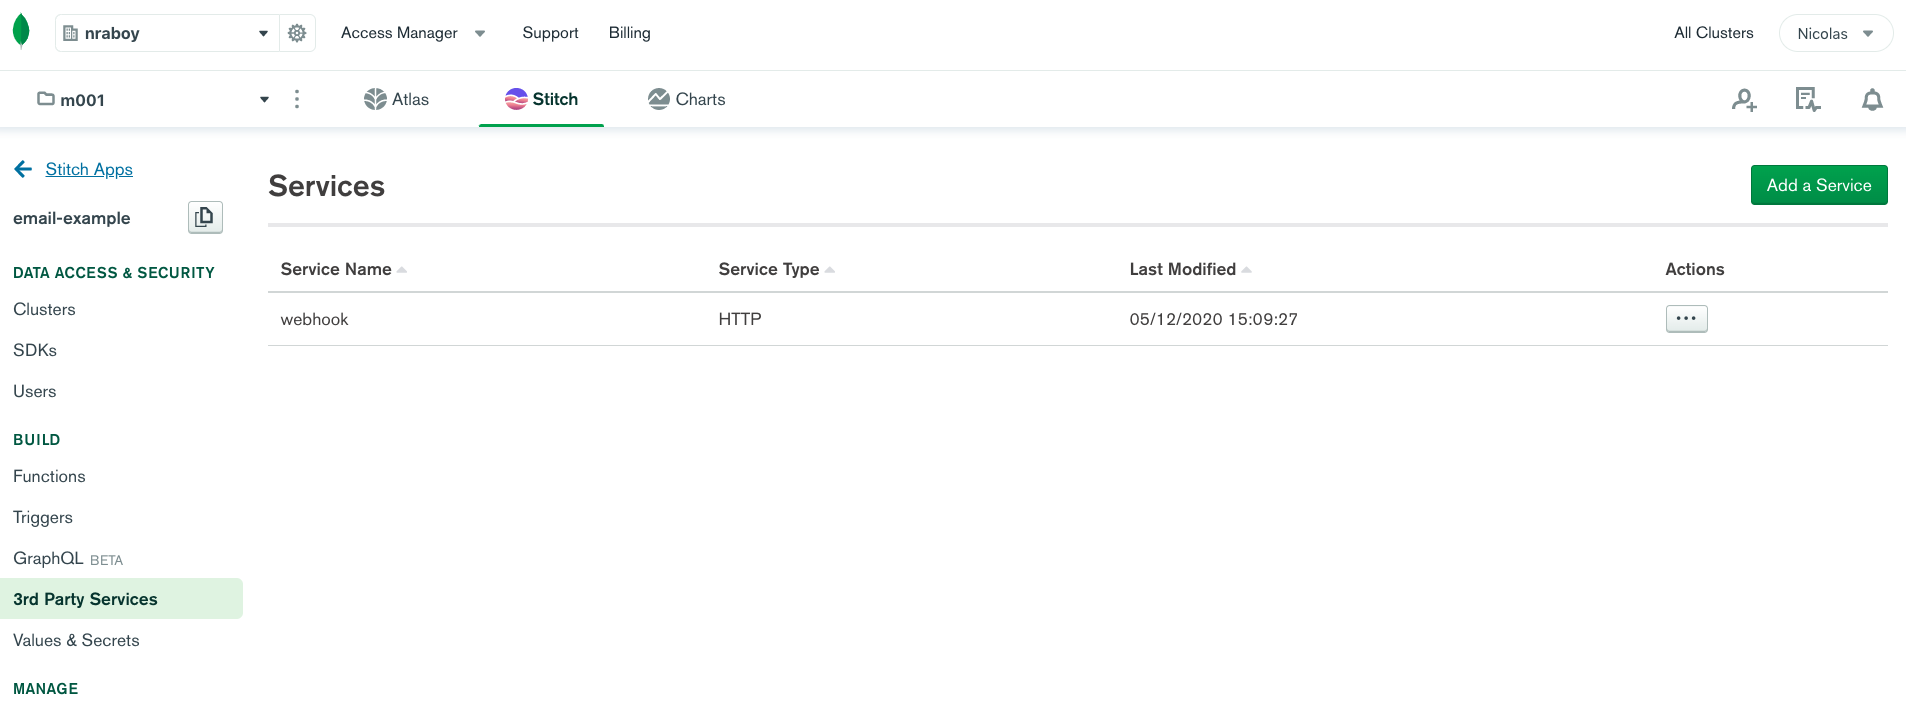 nraboy Access Manager Support Billing All Clusters Nicolas
m001 Atlas Stitch Charts
Stitch Apps
email-example
DATA ACCESS & SECURITY
Clusters
SDKs
Users
BUILD
Functions
Triggers
GraphQL BETA
3rd Party Services
Values & Secrets
MANAGE
Services Add a Service
Service Name Service Type Last Modified Actions
webhook HTTP 05/12/2020 15:09:27 •••